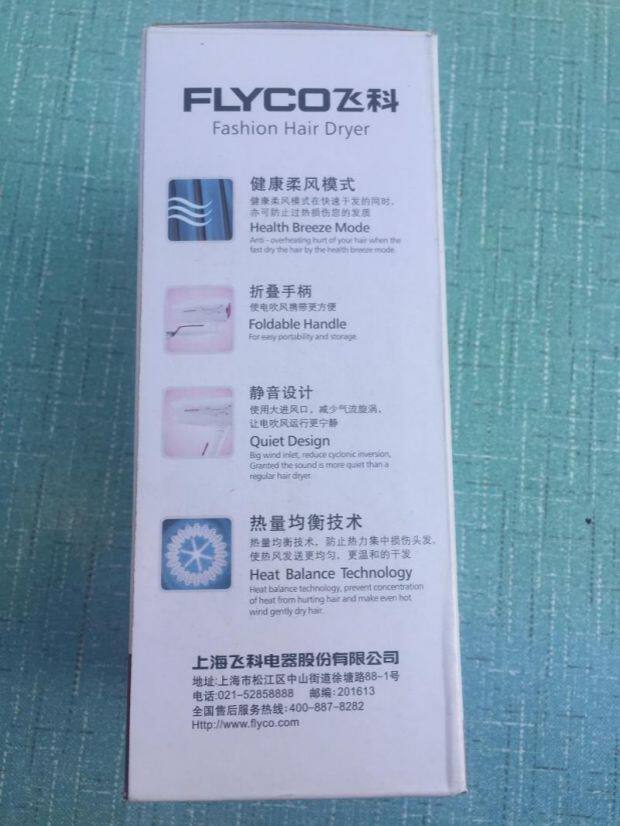 FLYCO飞科
Fashion Hair Dryer
健康柔风模式
健康柔风模式在快速干发的同时,
亦可防止过热损伤您的发质
Health Breeze Mode
Anti - overheating hurt of your hair when the
fast dry the hair by the health breeze mode.
折叠手柄
使电吹风携带更方便
Foldable Handle
For easy portability and storage.
静音设计
使用大进风口, 减少气流旋涡,
让电吹风运行更宁静
Quiet Design
Big wind inlet, reduce cyclonic inversion,
Granted the sound is more quiet than a
regular hair dryer.
热量均衡技术
热量均衡技术, 防止热力集中损伤头发,
使热风发送更均匀, 更温和的干发
Heat Balance Technology
Heat balance technology, prevent concentration
of heat from hurting hair and make even hot
wind gently dry hair.
上海飞科电器股份有限公司
地址:上海市松江区中山街道徐塘路88-1号
电话:021-52858888 邮编:201613
全国售后服务热线:400-887-8282
Http://www.flyco.com